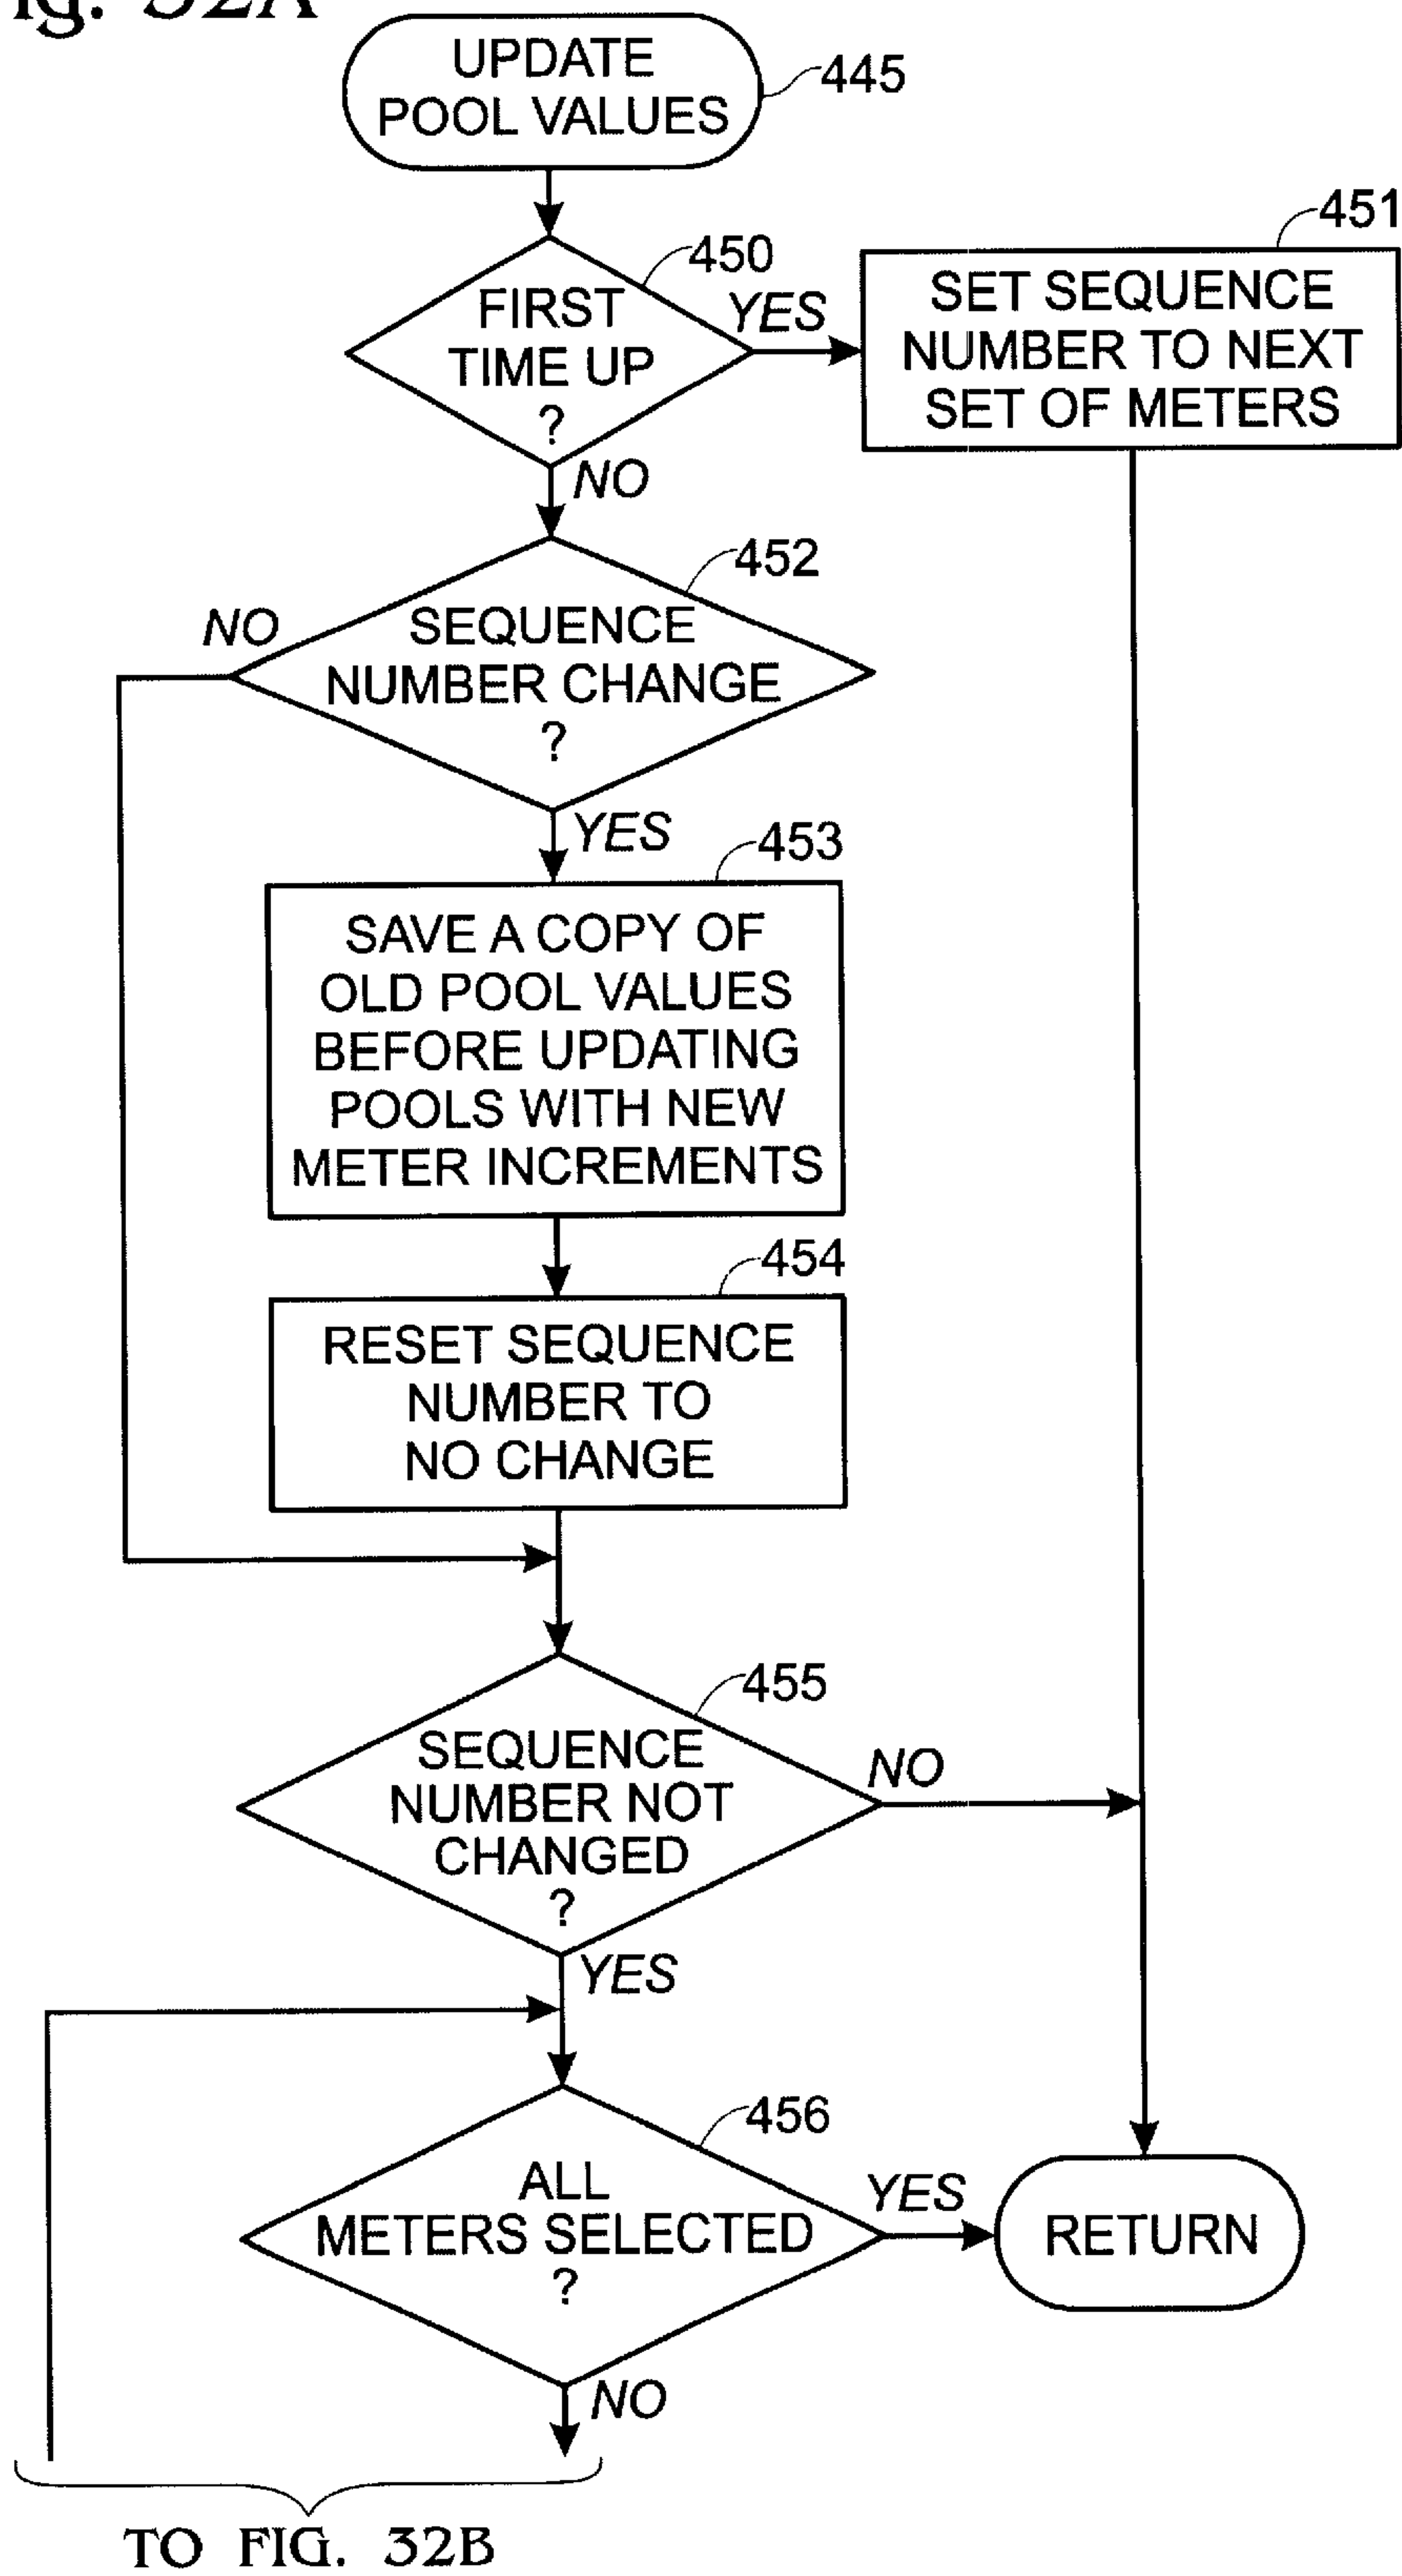 Fig. 32A
UPDATE
POOL VALUES
445
450
FIRST
TIME UP
?
YES
451
SET SEQUENCE
NUMBER TO NEXT
SET OF METERS
NO
452
NO
SEQUENCE
NUMBER CHANGE
?
YES
453
SAVE A COPY OF
OLD POOL VALUES
BEFORE UPDATING
POOLS WITH NEW
METER INCREMENTS
454
RESET SEQUENCE
NUMBER TO
NO CHANGE
455
SEQUENCE
NUMBER NOT
CHANGED
?
NO
YES
456
ALL
METERS SELECTED
?
YES
RETURN
NO
TO FIG. 32B